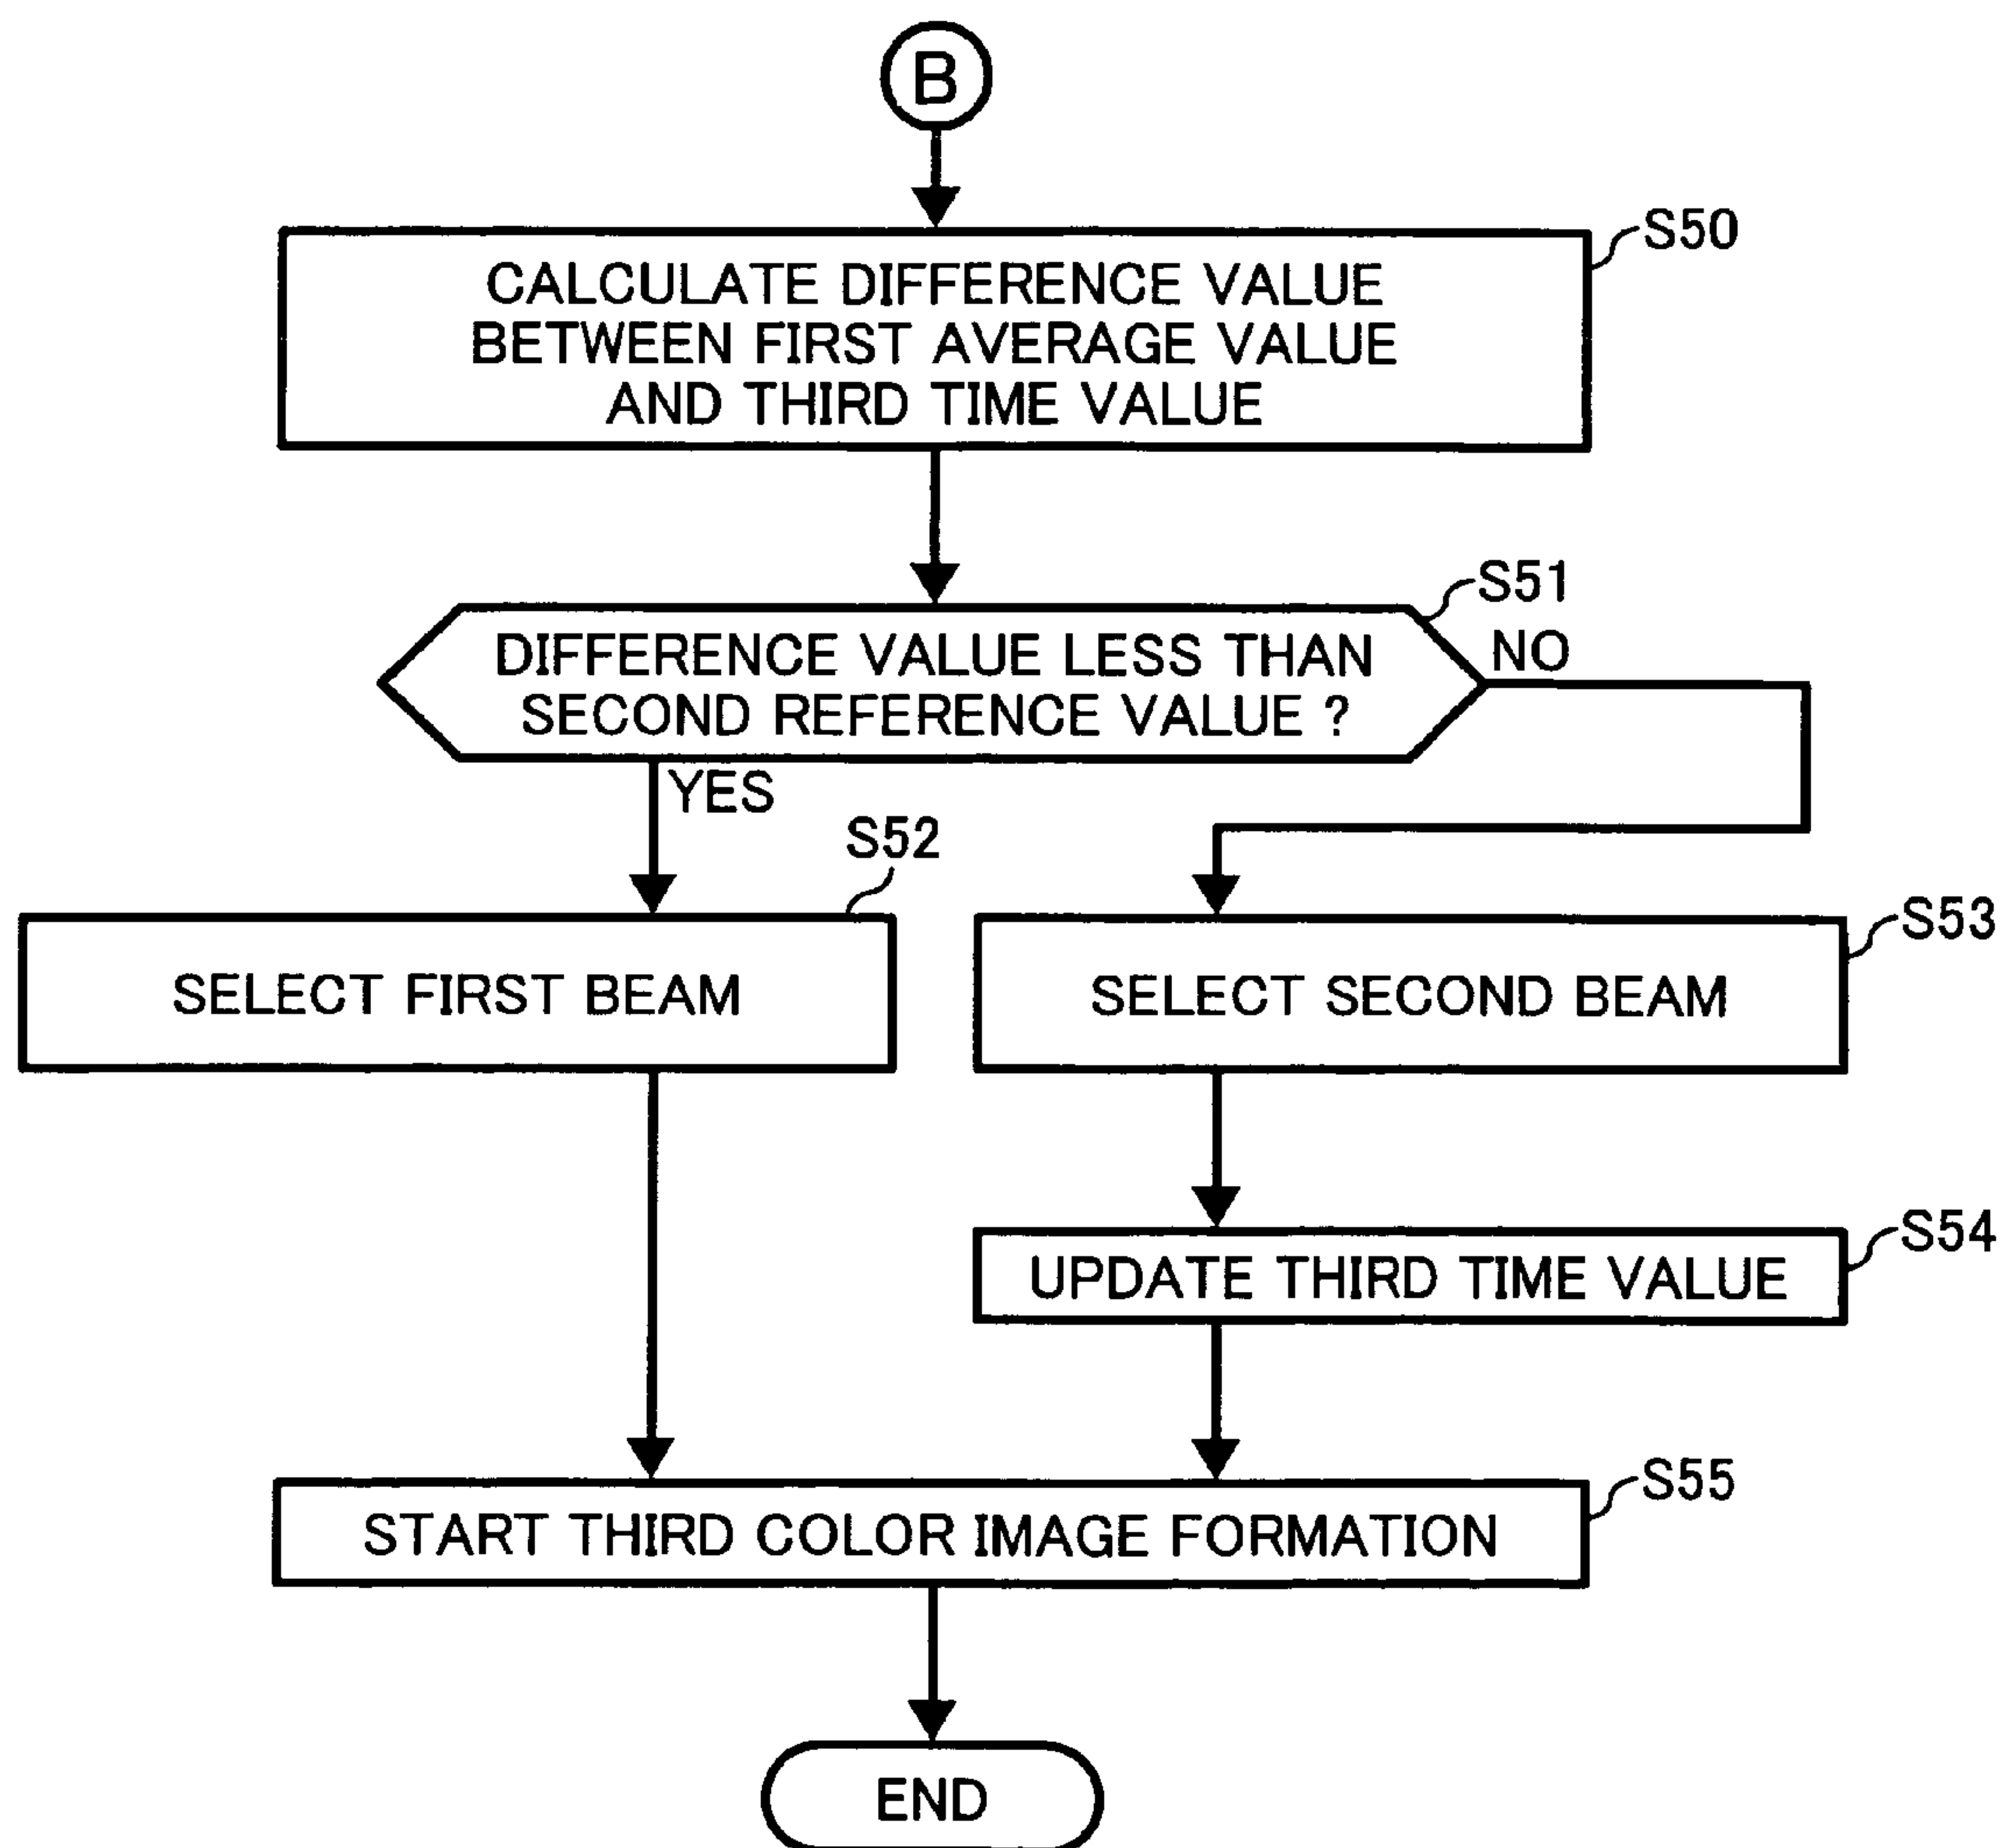 B
S50
CALCULATE DIFFERENCE VALUE
BETWEEN FIRST AVERAGE VALUE
AND THIRD TIME VALUE
S51
DIFFERENCE VALUE LESS THAN
SECOND REFERENCE VALUE ?
NO
YES
S52
SELECT FIRST BEAM
S53
SELECT SECOND BEAM
S54
UPDATE THIRD TIME VALUE
S55
START THIRD COLOR IMAGE FORMATION
END